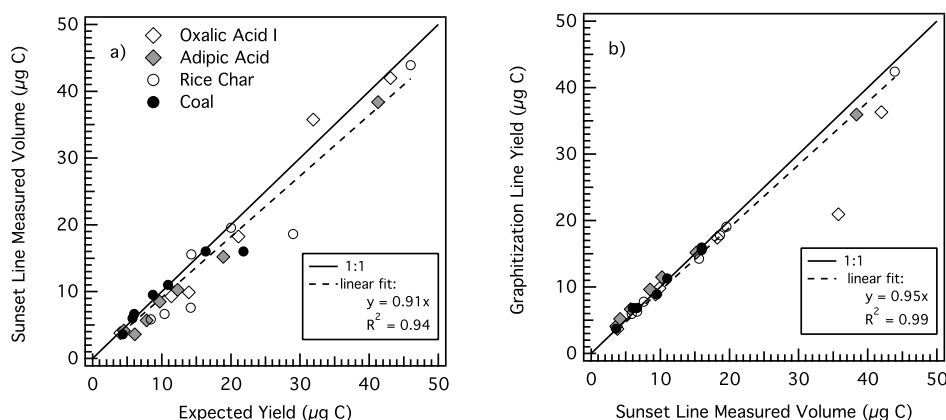 a)
Oxalic Acid I
Adipic Acid
Rice Char
Coal
Sunset Line Measured Volume (µg C)
50
40
30
20
10
0
0 10 20 30 40 50
Expected Yield (µg C)
1:1
linear fit:
y = 0.91x
R² = 0.94
b)
Graphitization Line Yield (µg C)
50
40
30
20
10
0
0 10 20 30 40 50
Sunset Line Measured Volume (µg C)
1:1
linear fit:
y = 0.95x
R² = 0.99